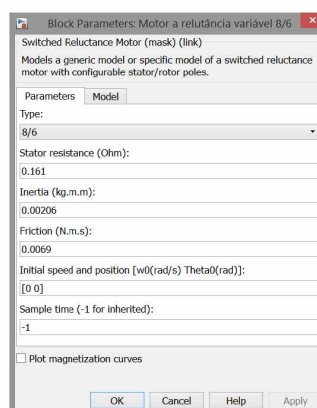 Block Parameters: Motor a relutância variável 8/6
Switched Reluctance Motor (mask) (link)
Models a generic model or specific model of a switched reluctance
motor with configurable stator/rotor poles.
Parameters Model
Type:
8/6
Stator resistance (Ohm):
0.161
Inertia (kg.m.m):
0.00206
Friction (N.m.s):
0.0069
Initial speed and position [w0(rad/s) Theta0(rad)]:
[0 0]
Sample time (-1 for inherited):
-1
Plot magnetization curves
OK Cancel Help Apply